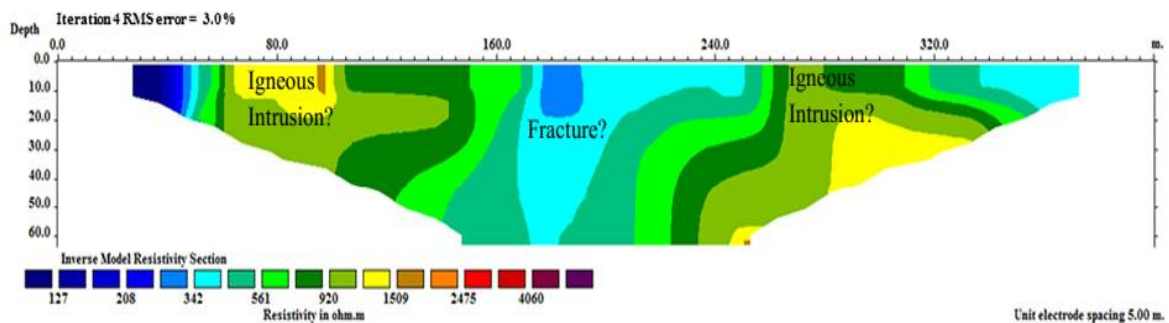 Iteration 4 RMS error = 3.0%
Depth
0.0 80.0 160.0 240.0 320.0 m.
0.0
10.0
20.0
30.0
40.0
50.0
60.0
Igneous
Intrusion?
Fracture?
Igneous
Intrusion?
Inverse Model Resistivity Section
127 208 342 561 920 1509 2475 4060
Resistivity in ohm.m
Unit electrode spacing 5.00 m.